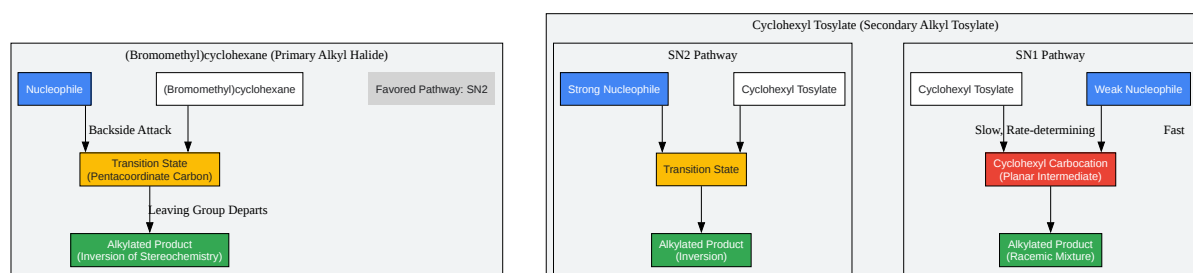 (Bromomethyl)cyclohexane (Primary Alkyl Halide)
Nucleophile
(Bromomethyl)cyclohexane
Favored Pathway: SN2
Backside Attack
Transition State
(Pentacoordinate Carbon)
Leaving Group Departs
Alkylated Product
(Inversion of Stereochemistry)
Cyclohexyl Tosylate (Secondary Alkyl Tosylate)
SN2 Pathway
Strong Nucleophile
Cyclohexyl Tosylate
Transition State
Alkylated Product
(Inversion)
SN1 Pathway
Cyclohexyl Tosylate
Weak Nucleophile
Slow, Rate-determining
Fast
Cyclohexyl Carbocation
(Planar Intermediate)
Alkylated Product
(Racemic Mixture)